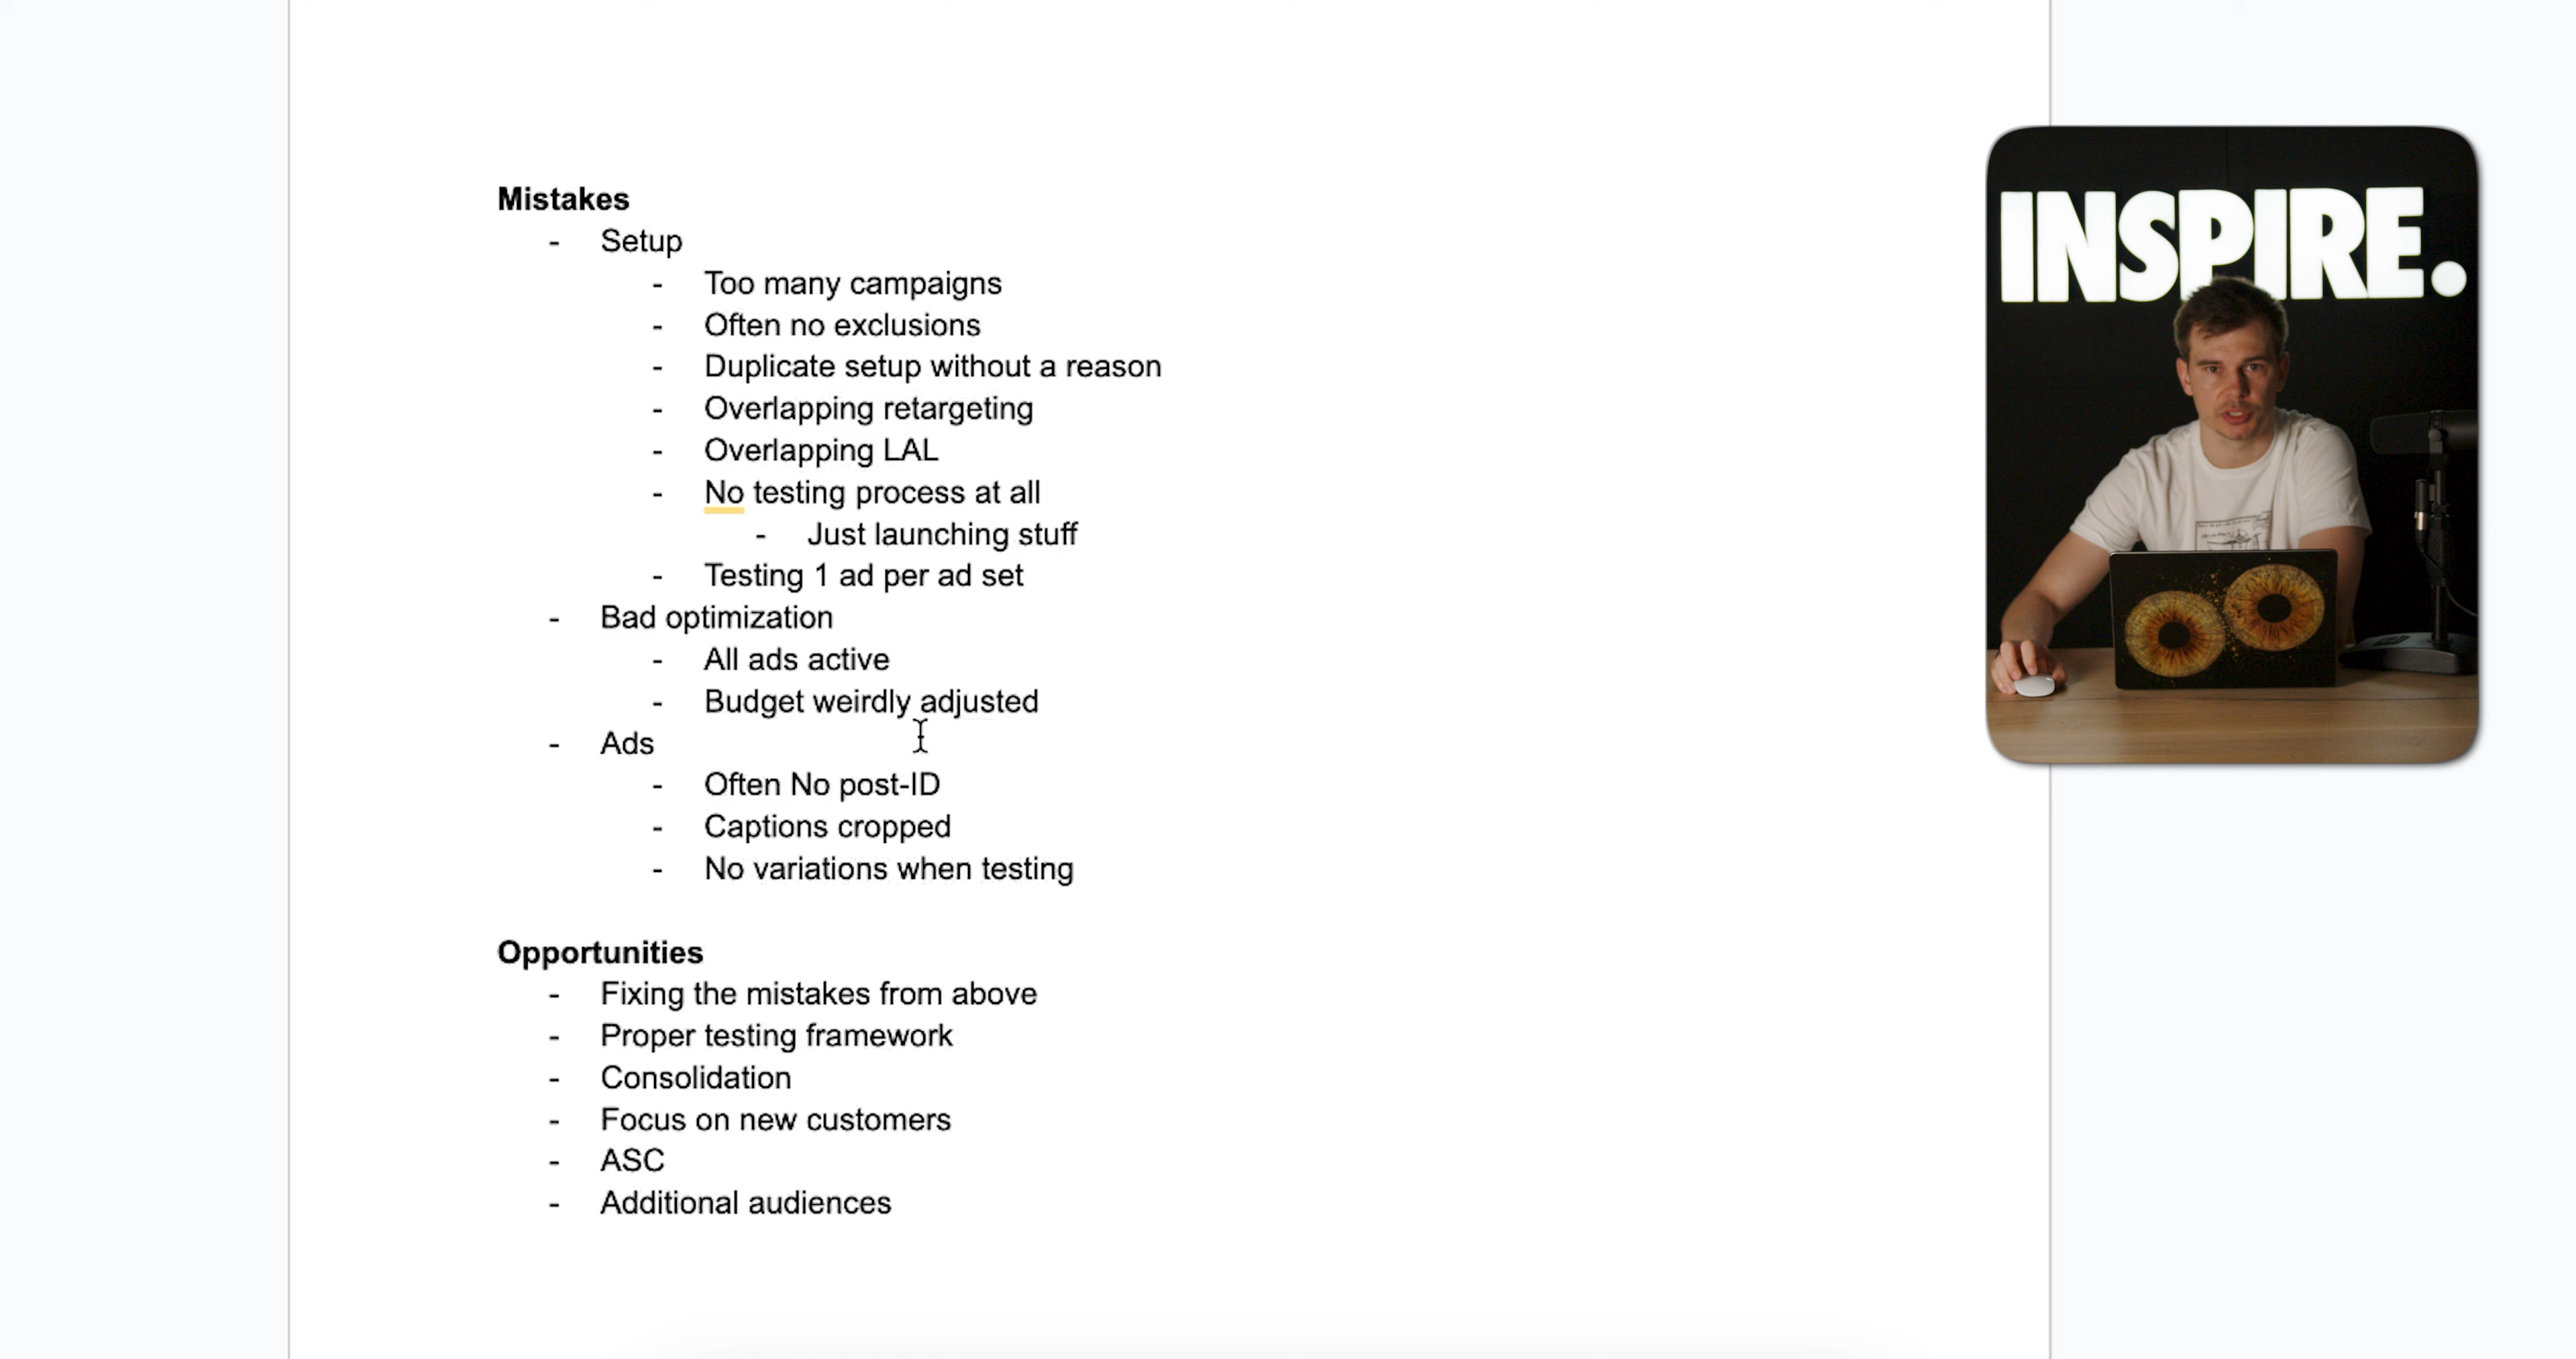 Mistakes
- Setup
- Too many campaigns
- Often no exclusions
- Duplicate setup without a reason
- Overlapping retargeting
- Overlapping LAL
- No testing process at all
- Just launching stuff
- Testing 1 ad per ad set
- Bad optimization
- All ads active
- Budget weirdly adjusted
- Ads
- Often No post-ID
- Captions cropped
- No variations when testing
Opportunities
- Fixing the mistakes from above
- Proper testing framework
- Consolidation
- Focus on new customers
- ASC
- Additional audiences
INSPIRE.